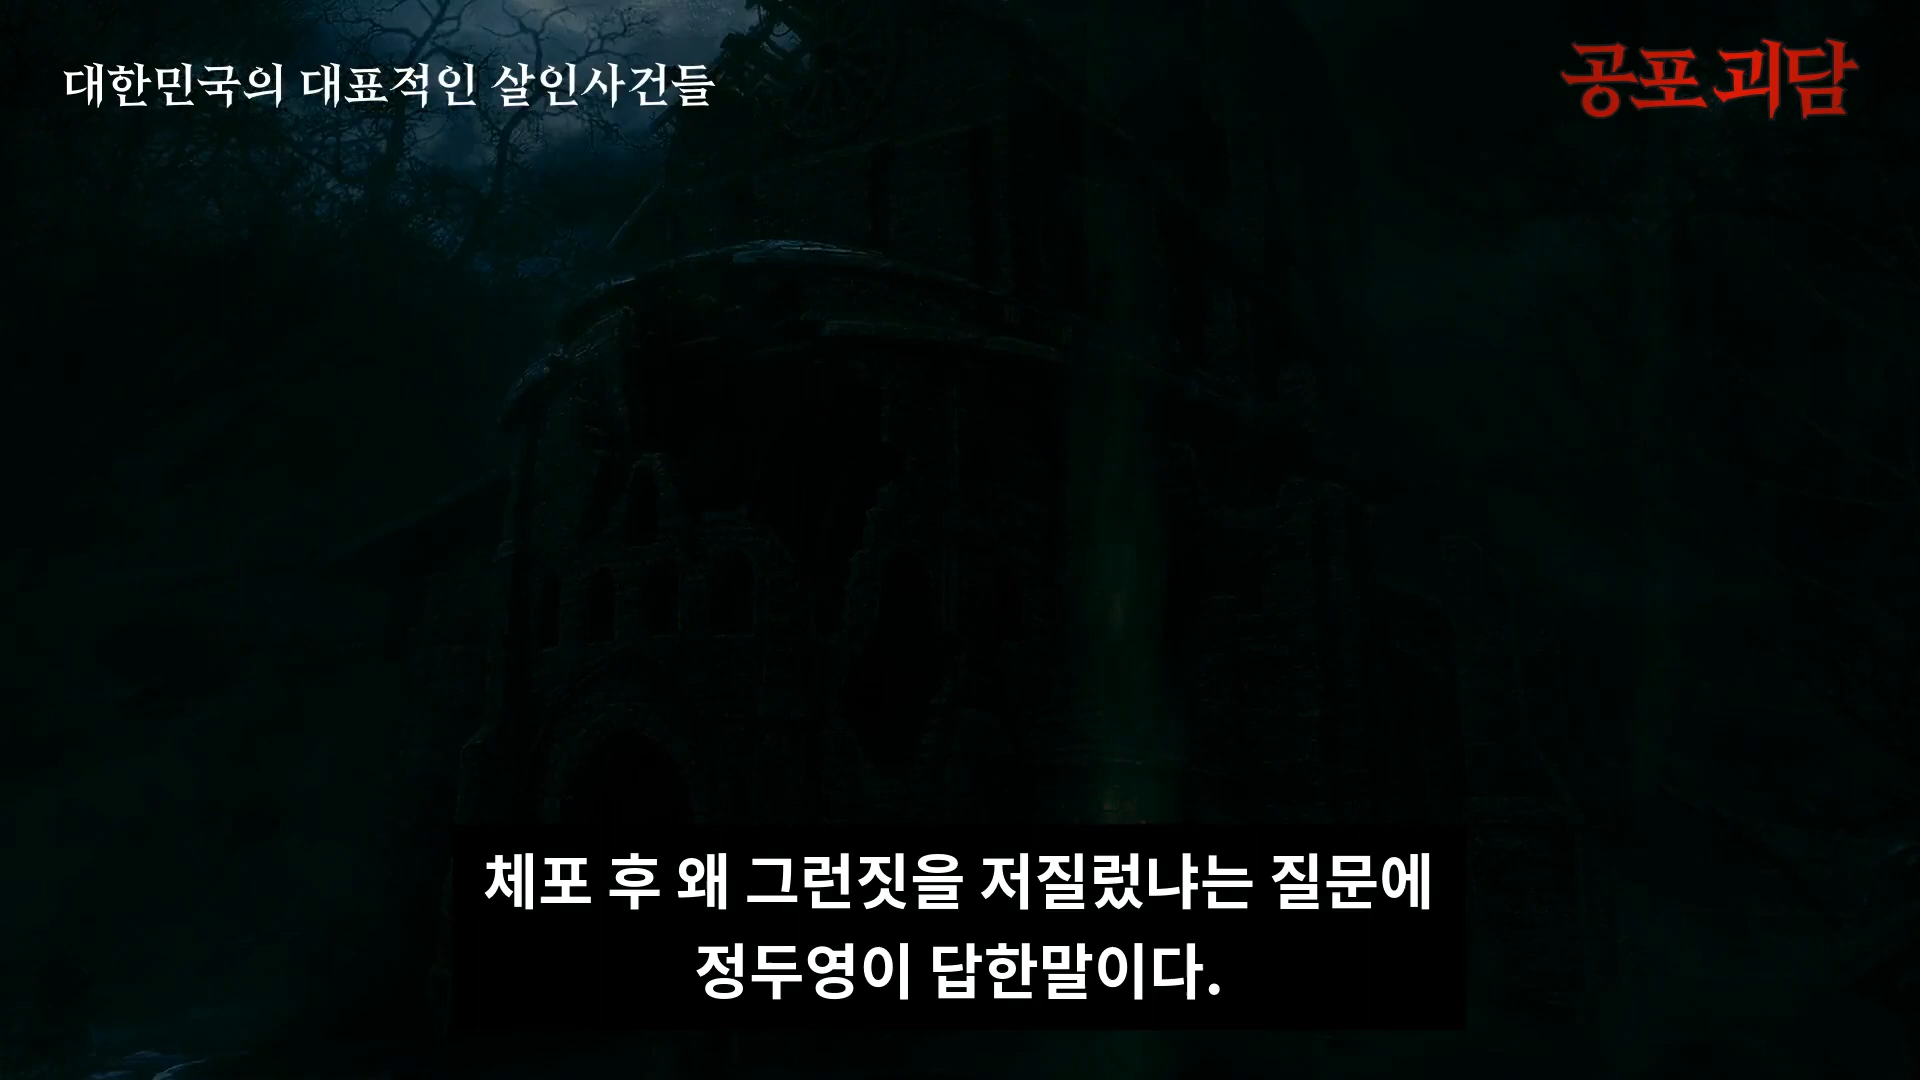 대한민국의 대표적인 살인사건들
공포괴담
체포 후 왜 그런짓을 저질렀냐는 질문에
정두영이 답한말이다.